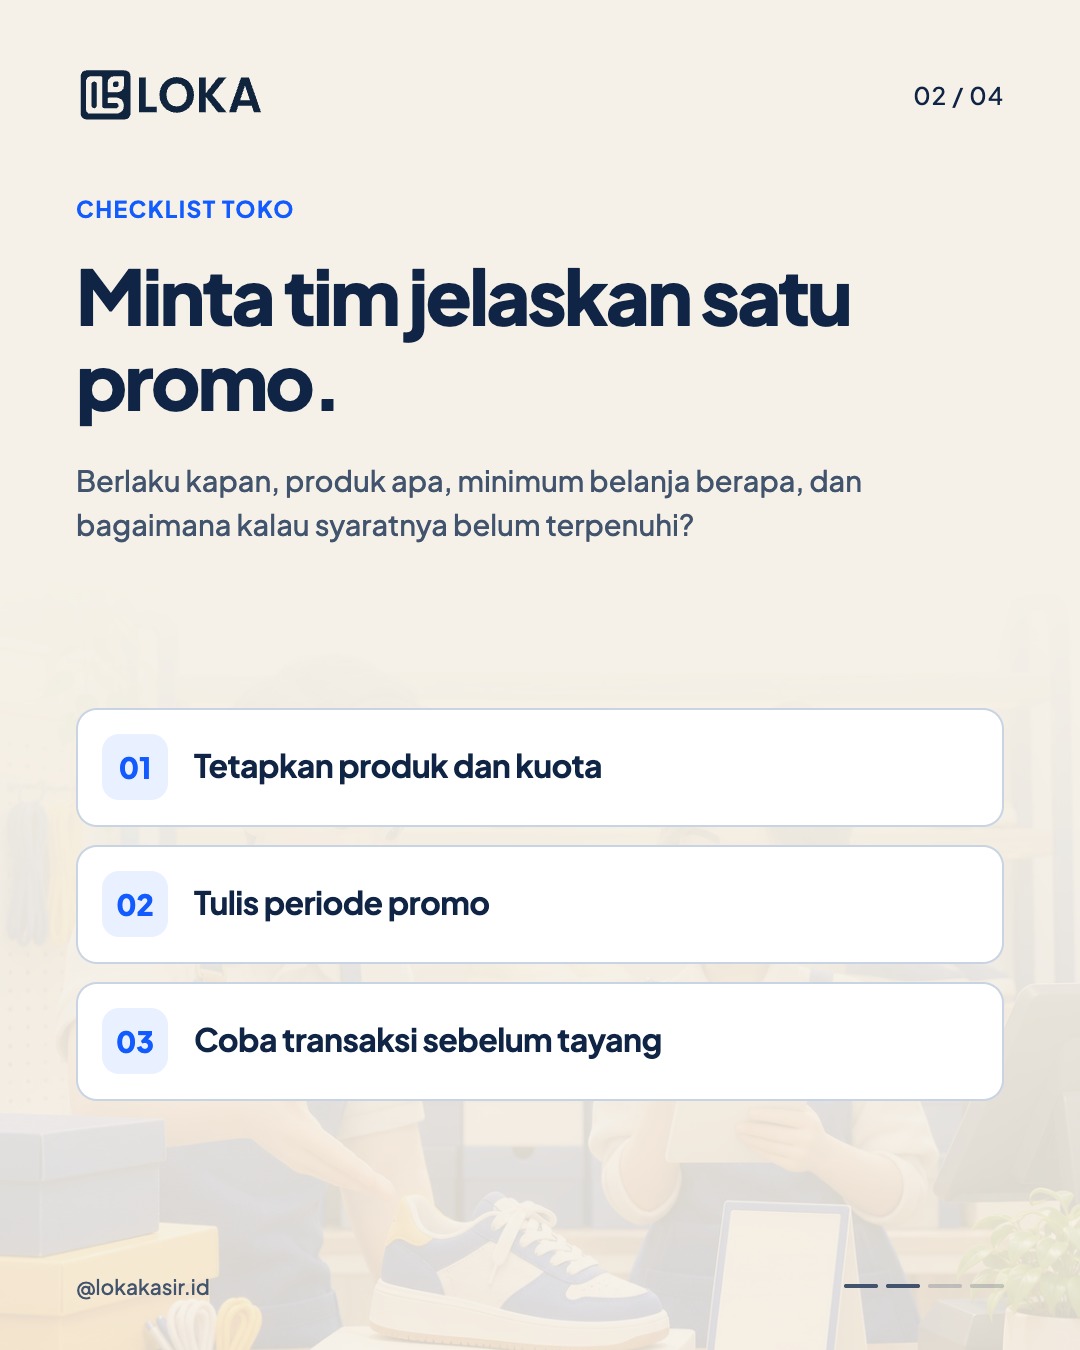 LOKA
02 / 04
CHECKLIST TOKO
Minta tim jelaskan satu
promo.
Berlaku kapan, produk apa, minimum belanja berapa, dan
bagaimana kalau syaratnya belum terpenuhi?
01 Tetapkan produk dan kuota
02 Tulis periode promo
03 Coba transaksi sebelum tayang
@lokakasir.id